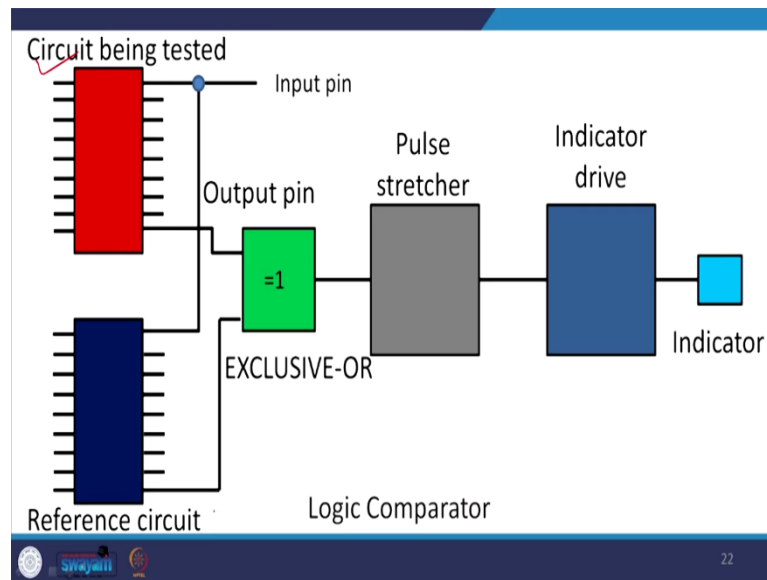 Circuit being tested
Input pin
Pulse
stretcher
Indicator
drive
Output pin
=1
EXCLUSIVE-OR
Indicator
Reference circuit
Logic Comparator
swayam
22